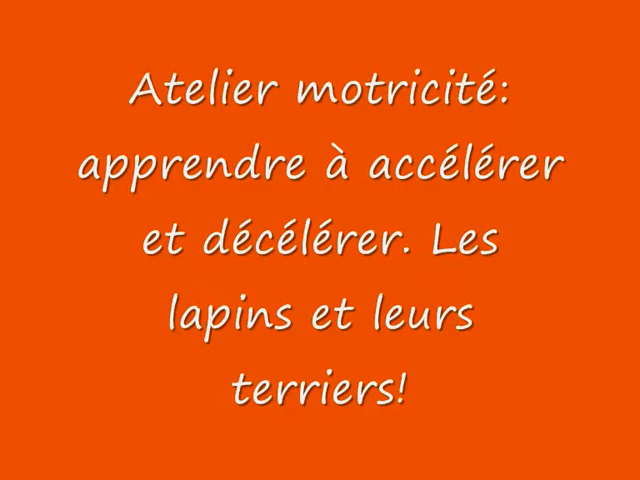 Atelier motricité:
apprendre à accélérer
et décélérer. Les
lapins et leurs
terriers!